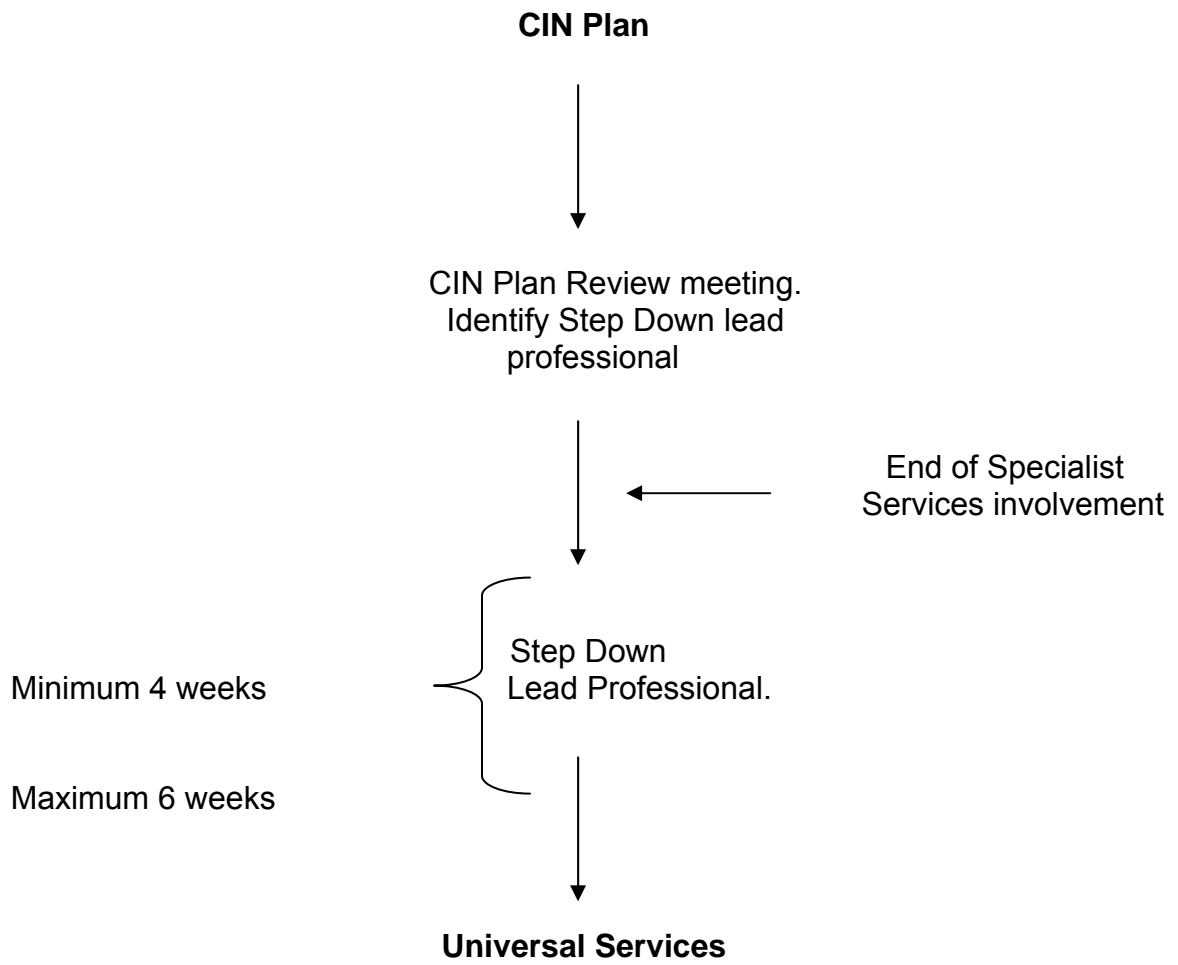 CIN Plan
CIN Plan Review meeting.
Identify Step Down lead
professional
End of Specialist
Services involvement
Step Down
Minimum 4 weeks
Lead Professional.
Maximum 6 weeks
Universal Services